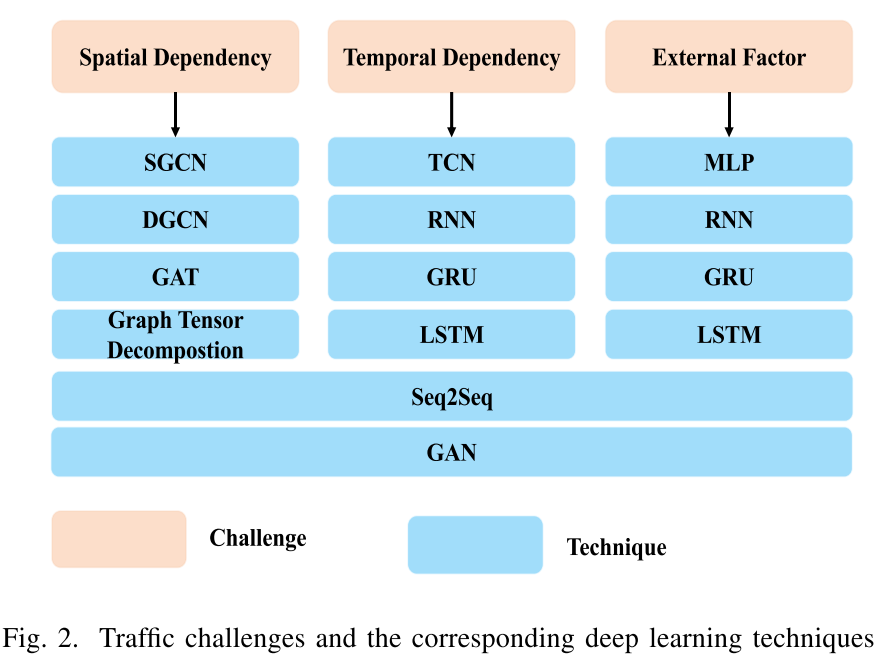 Spatial Dependency
Temporal Dependency
External Factor
SGCN
TCN
MLP
DGCN
RNN
RNN
GAT
GRU
GRU
Graph Tensor
Decompostion
LSTM
LSTM
Seq2Seq
GAN
Challenge
Technique
Fig. 2. Traffic challenges and the corresponding deep learning techniques